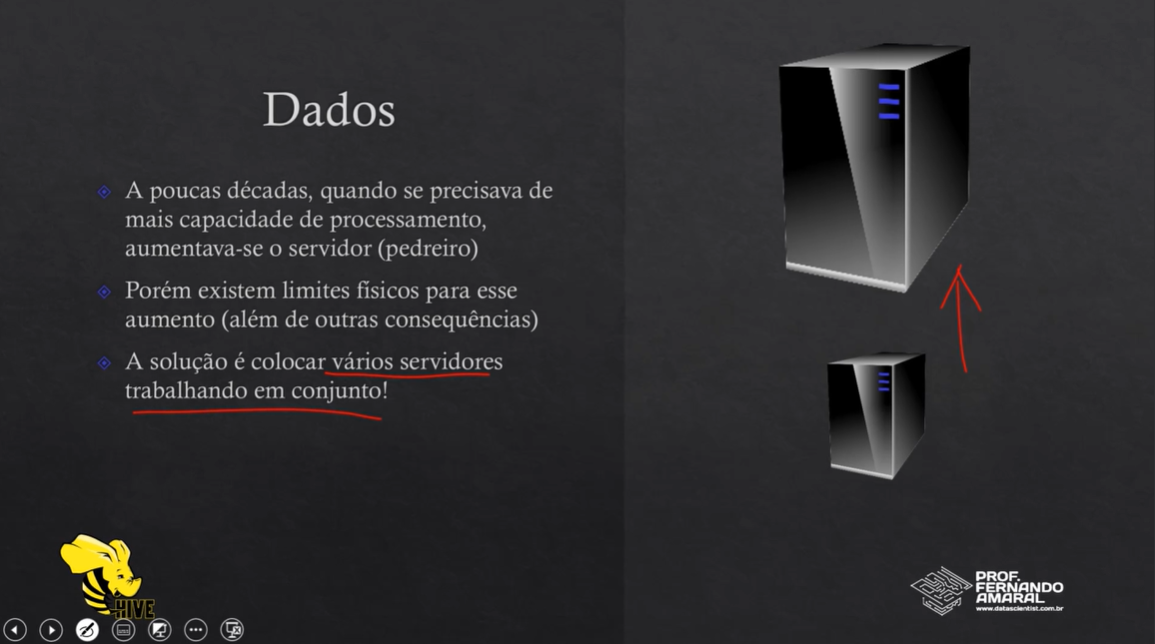 Dados
A poucas décadas, quando se precisava de
mais capacidade de processamento,
aumentava-se o servidor (pedreiro)
Porém existem limites físicos para esse
aumento (além de outras consequências)
A solução é colocar vários servidores
trabalhando em conjunto!
HIVE
PROF.
FERNANDO
AMARAL
www.datascientist.com.br